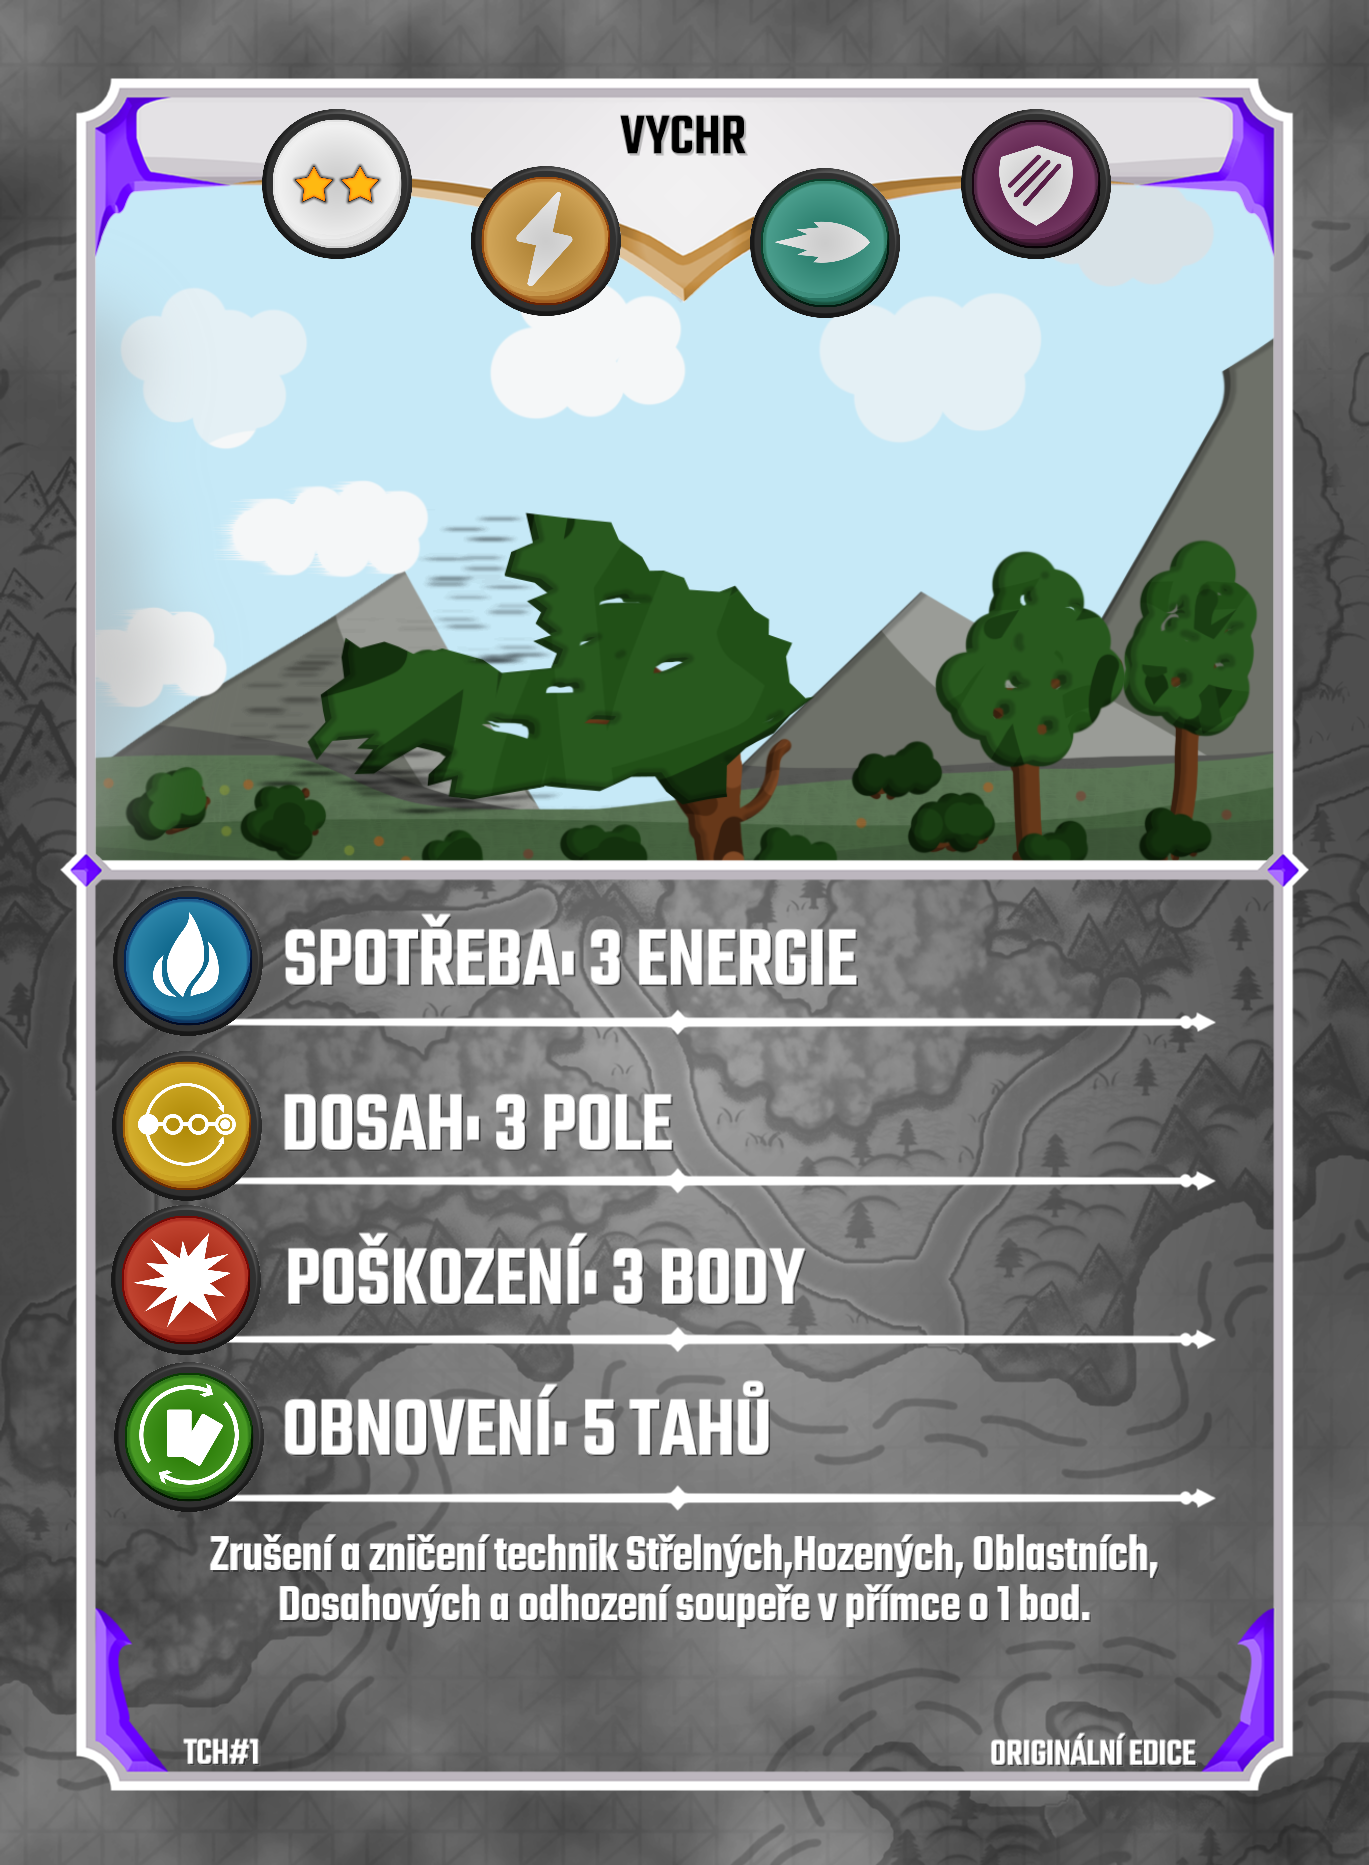 VYCHR
SPOTŘEBA: 3 ENERGIE
DOSAH: 3 POLE
POŠKOZENÍ: 3 BODY
OBNOVENÍ: 5 TAHŮ
Zrušení a zničení technik Střelných,Hozených, Oblastních,
Dosahových a odhození soupeře v přímce o 1 bod.
TCH#1
ORIGINÁLNÍ EDICE